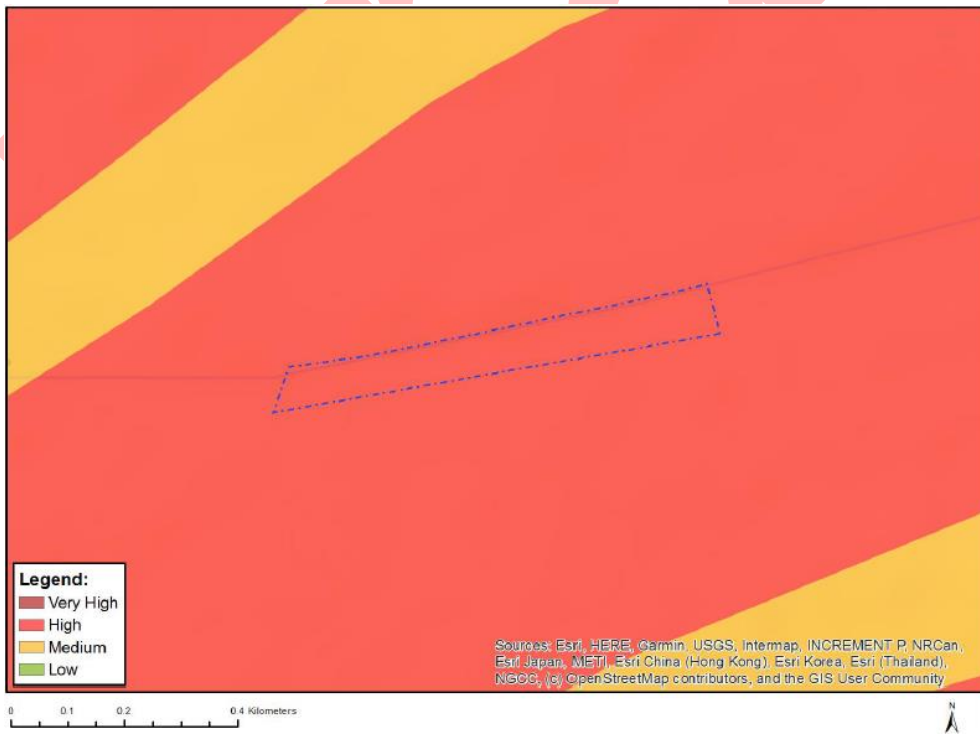 Legend:
Very High
High
Medium
Low
Sources: Esri, HERE, Garmin, USGS, Intermap, INCREMENT P, NRCan,
Esri Japan, METI, Esri China (Hong Kong), Esri Korea, Esri (Thailand),
NGCC, (c) OpenStreetMap contributors, and the GIS User Community
0 0.1 0.2 0.4 Kilometers
N